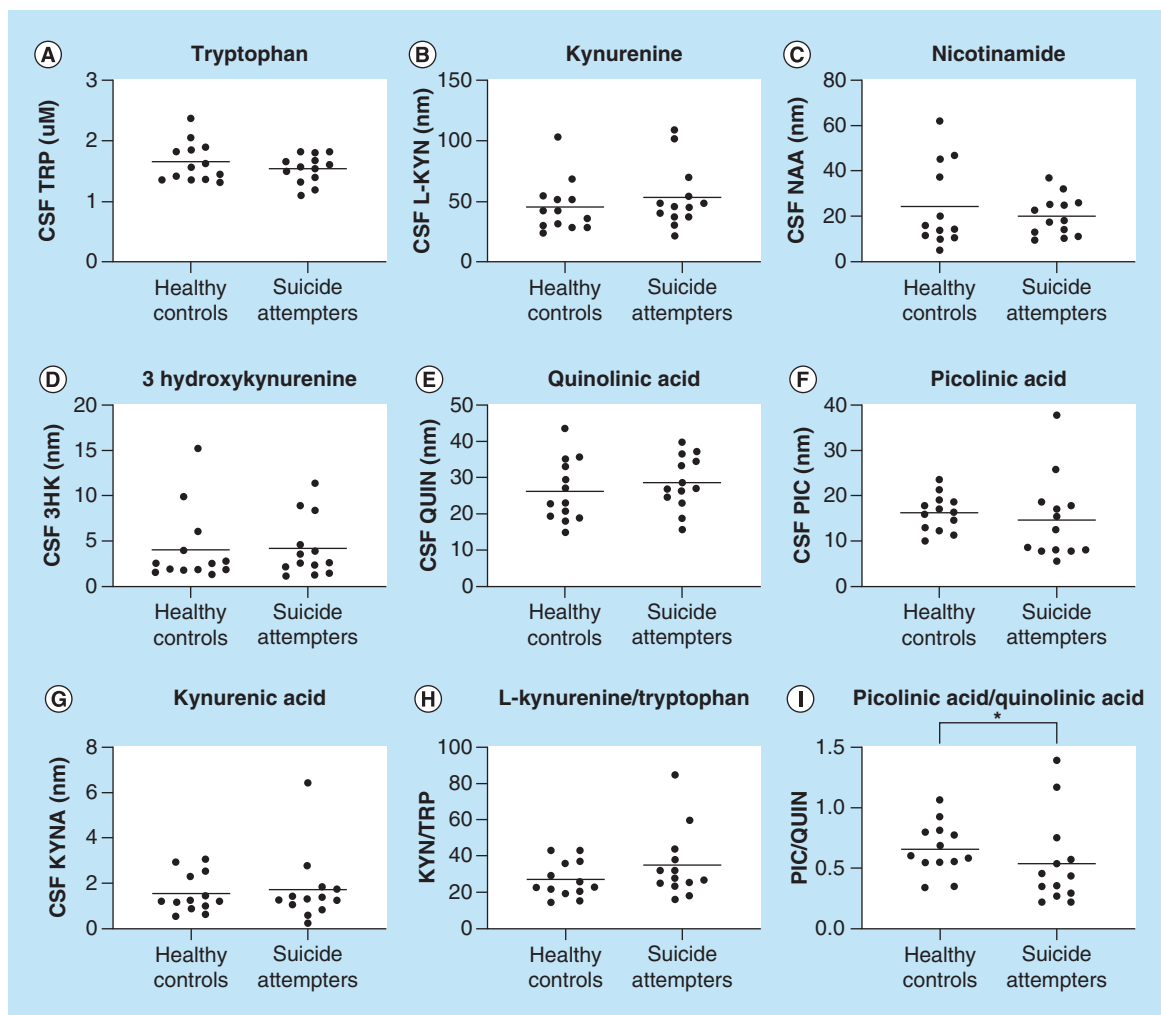 A Tryptophan
CSF TRP (uM)
3
2
1
0
Healthy controls
Suicide attempters
B Kynurenine
CSF L-KYN (nm)
150
100
50
0
Healthy controls
Suicide attempters
C Nicotinamide
CSF NAA (nm)
80
60
40
20
0
Healthy controls
Suicide attempters
D 3 hydroxykynurenine
CSF 3HK (nm)
20
15
10
5
0
Healthy controls
Suicide attempters
E Quinolinic acid
CSF QUIN (nm)
50
40
30
20
10
0
Healthy controls
Suicide attempters
F Picolinic acid
CSF PIC (nm)
40
30
20
10
0
Healthy controls
Suicide attempters
G Kynurenic acid
CSF KYNA (nm)
8
6
4
2
0
Healthy controls
Suicide attempters
H L-kynurenine/tryptophan
KYN/TRP
100
80
60
40
20
0
Healthy controls
Suicide attempters
I Picolinic acid/quinolinic acid
*
PIC/QUIN
1.5
1.0
0.5
0.0
Healthy controls
Suicide attempters